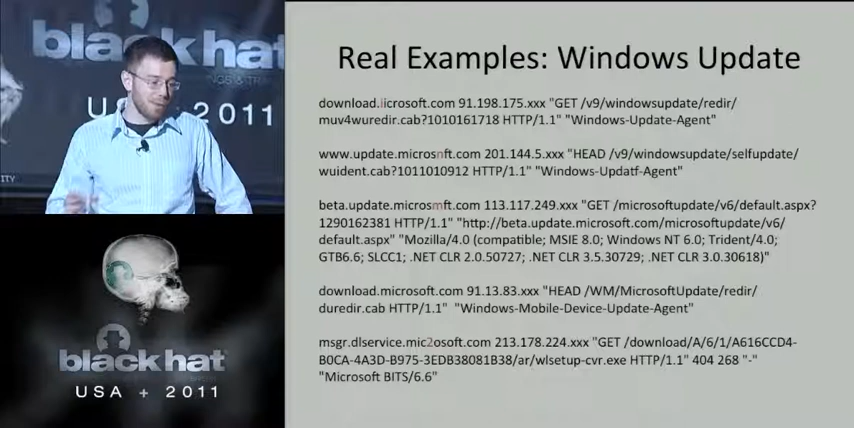 black hat
NGS & TRA
U A + 2011
ITY
black hat
USA + 2011
Real Examples: Windows Update
download.iicrosoft.com 91.198.175.xxx "GET /v9/windowsupdate/redir/
muv4wuredir.cab?1010161718 HTTP/1.1" "Windows-Update-Agent"
www.update.microsnft.com 201.144.5.xxx "HEAD /v9/windowsupdate/selfupdate/
wuident.cab?1011010912 HTTP/1.1" "Windows-Updatf-Agent"
beta.update.microsmft.com 113.117.249.xxx "GET /microsoftupdate/v6/default.aspx?
1290162381 HTTP/1.1" "http://beta.update.microsoft.com/microsoftupdate/v6/
default.aspx" "Mozilla/4.0 (compatible; MSIE 8.0; Windows NT 6.0; Trident/4.0;
GTB6.6; SLCC1; .NET CLR 2.0.50727; .NET CLR 3.5.30729; .NET CLR 3.0.30618)"
download.microsoft.com 91.13.83.xxx "HEAD /WM/MicrosoftUpdate/redir/
duredir.cab HTTP/1.1" "Windows-Mobile-Device-Update-Agent"
msgr.dlservice.mic2osoft.com 213.178.224.xxx "GET /download/A/6/1/A616CCD4-
B0CA-4A3D-B975-3EDB38081B38/ar/wlsetup-cvr.exe HTTP/1.1" 404 268 "-"
"Microsoft BITS/6.6"